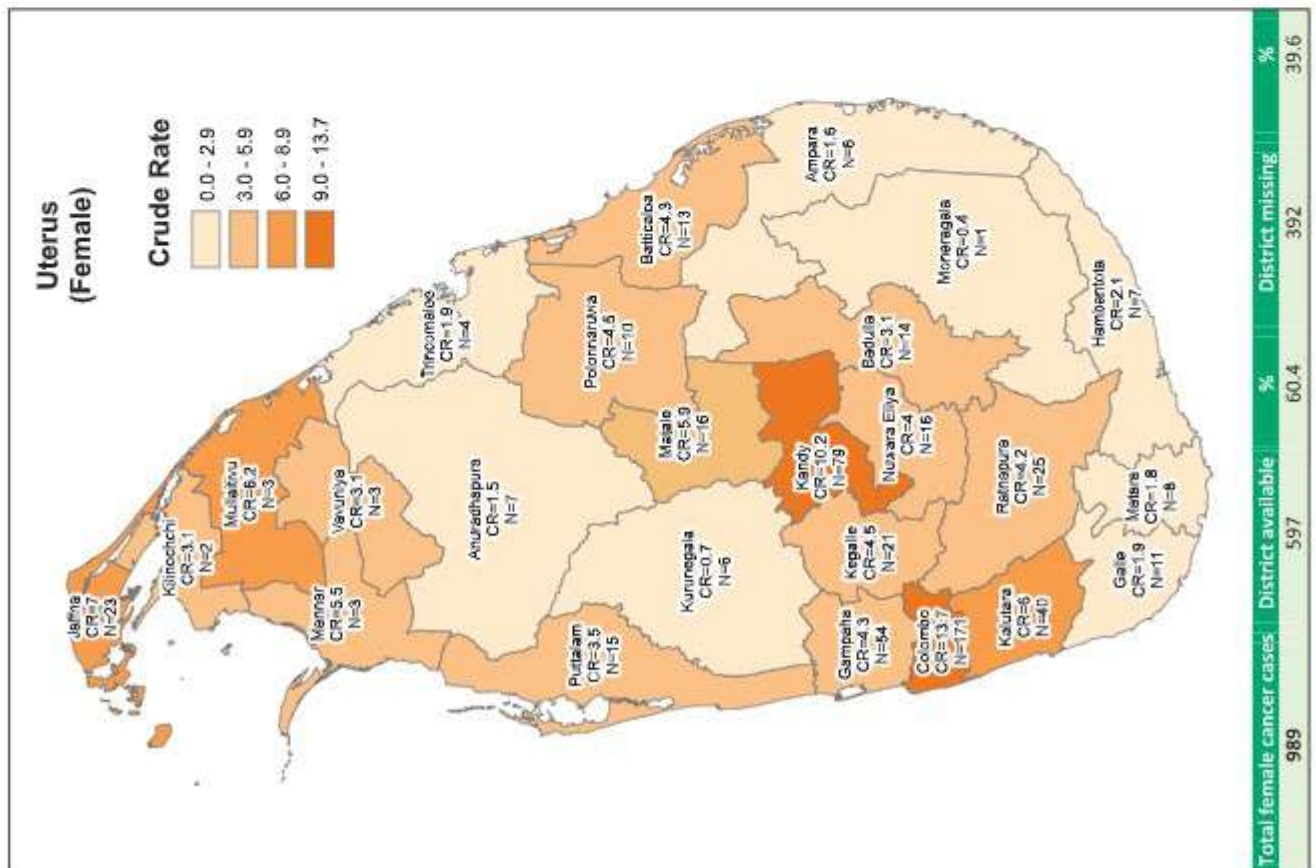 Uterus
(Female)
Crude Rate
0.0 - 2.9
3.0 - 5.9
6.0 - 8.9
9.0 - 13.7
Jaffna
CR=7
N=23
Kilinochchi
CR=3.1
N=2
Mullaitivu
CR=6.2
N=3
Mannar
CR=5.5
N=3
Vavuniya
CR=3.1
N=3
Trincomalee
CR=1.9
N=4
Anuradhapura
CR=1.5
N=7
Polonnaruwa
CR=4.5
N=10
Batticaloa
CR=4.3
N=13
Puttalam
CR=3.5
N=15
Kurunegala
CR=0.7
N=6
Matale
CR=5.9
N=16
Ampara
CR=1.6
N=6
Kandy
CR=10.2
N=79
Badulla
CR=3.1
N=14
Moneragala
CR=0.4
N=1
Nuwara Eliya
CR=4
N=16
Kegalle
CR=4.5
N=21
Gampaha
CR=4.3
N=54
Colombo
CR=13.7
N=171
Kalutara
CR=6
N=40
Ratnapura
CR=4.2
N=25
Hambantota
CR=2.1
N=7
Galle
CR=1.9
N=11
Matara
CR=1.8
N=8
Total female cancer cases District available % District missing %
989 597 60.4 392 39.6